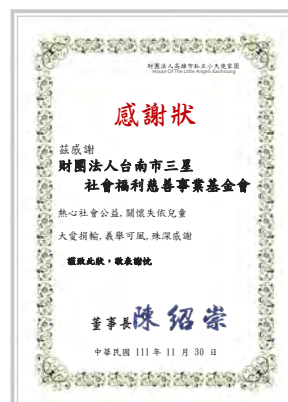 財團法人高雄市私立小天使家園
House Of The Little Angels Kaohsiung
感謝狀
茲感謝
財團法人台南市三星
社會福利慈善事業基金會
熱心社會公益,關懷失依兒童
大愛捐輸,義舉可風,殊深感謝
謹致此狀,敬表謝忱
董事長陳紹崇
中華民國 111 年 11 月 30 日